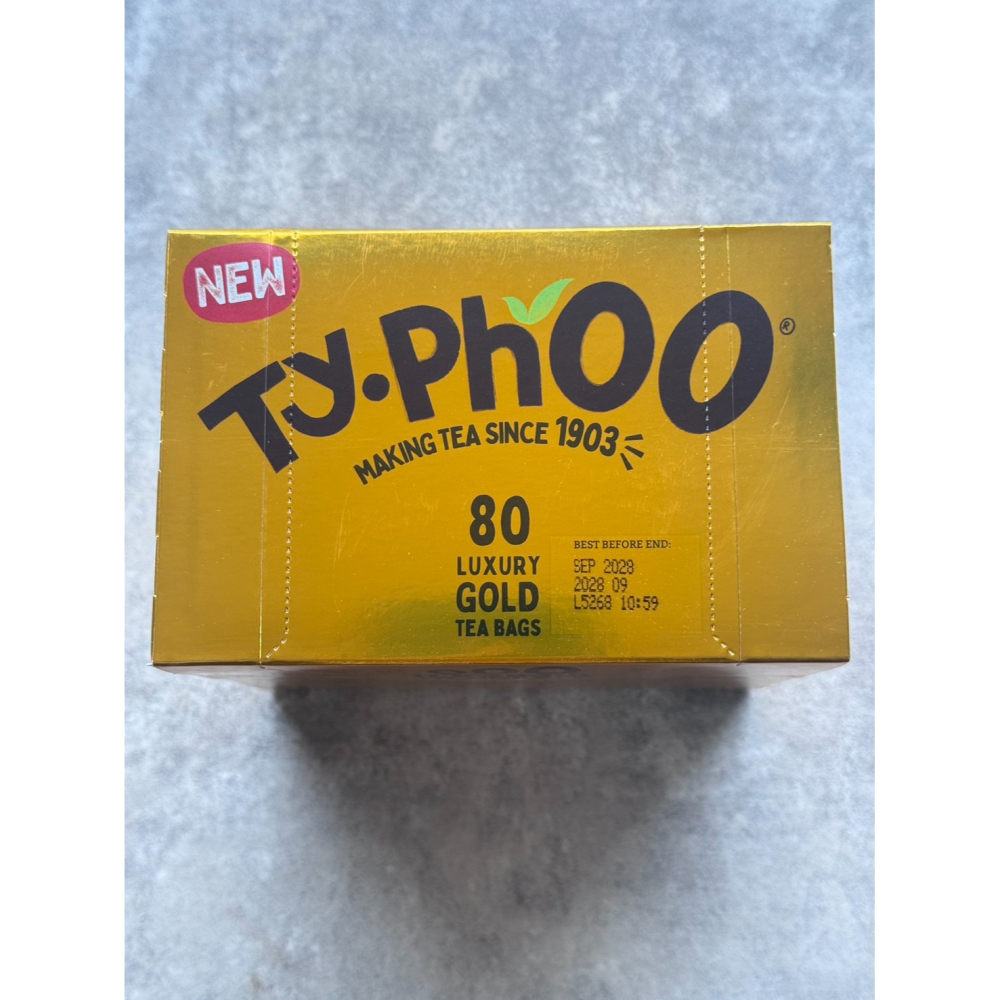 NEW
TY.PhOO®
MAKING TEA SINCE 1903
80
LUXURY
GOLD
TEA BAGS
BEST BEFORE END:
SEP 2028
2028 09
L5268 10:59